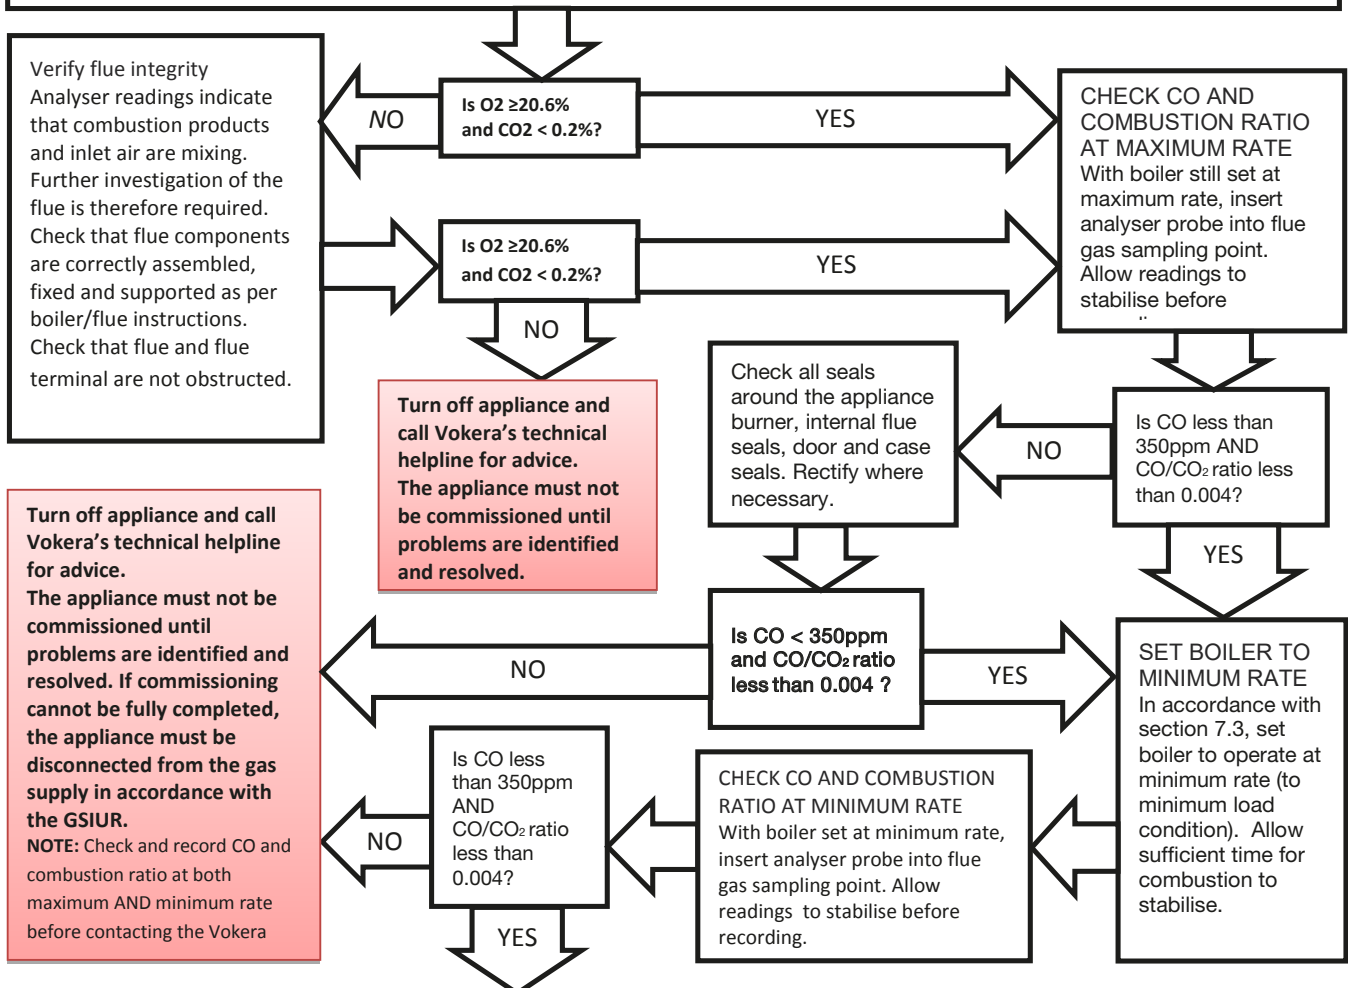 Verify flue integrity
Analyser readings indicate
that combustion products
and inlet air are mixing.
Further investigation of the
flue is therefore required.
Check that flue components
are correctly assembled,
fixed and supported as per
boiler/flue instructions.
Check that flue and flue
terminal are not obstructed.
NO
Is O2 ≥20.6%
and CO2 < 0.2%?
YES
CHECK CO AND
COMBUSTION RATIO
AT MAXIMUM RATE
With boiler still set at
maximum rate, insert
analyser probe into flue
gas sampling point.
Allow readings to
stabilise before
Is O2 ≥20.6%
and CO2 < 0.2%?
YES
NO
Turn off appliance and
call Vokera’s technical
helpline for advice.
The appliance must not
be commissioned until
problems are identified
and resolved.
Check all seals
around the appliance
burner, internal flue
seals, door and case
seals. Rectify where
necessary.
NO
Is CO less than
350ppm AND
CO/CO₂ ratio less
than 0.004?
YES
Turn off appliance and call
Vokera’s technical helpline
for advice.
The appliance must not be
commissioned until
problems are identified and
resolved. If commissioning
cannot be fully completed,
the appliance must be
disconnected from the gas
supply in accordance with
the GSIUR.
NOTE: Check and record CO and
combustion ratio at both
maximum AND minimum rate
before contacting the Vokera
NO
Is CO < 350ppm
and CO/CO₂ ratio
less than 0.004 ?
YES
SET BOILER TO
MINIMUM RATE
In accordance with
section 7.3, set
boiler to operate at
minimum rate (to
minimum load
condition). Allow
sufficient time for
combustion to
stabilise.
CHECK CO AND COMBUSTION
RATIO AT MINIMUM RATE
With boiler set at minimum rate,
insert analyser probe into flue
gas sampling point. Allow
readings to stabilise before
recording.
Is CO less
than 350ppm
AND
CO/CO₂ ratio
less than
0.004?
NO
YES